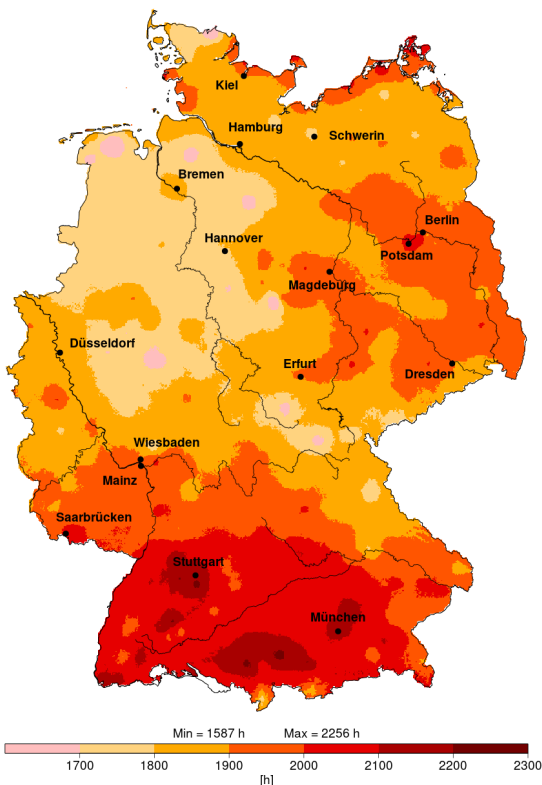 Kiel
Hamburg
Schwerin
Bremen
Berlin
Hannover
Potsdam
Magdeburg
Düsseldorf
Erfurt
Dresden
Wiesbaden
Mainz
Saarbrücken
Stuttgart
München
Min = 1587 h Max = 2256 h
1700 1800 1900 2000 2100 2200 2300
[h]